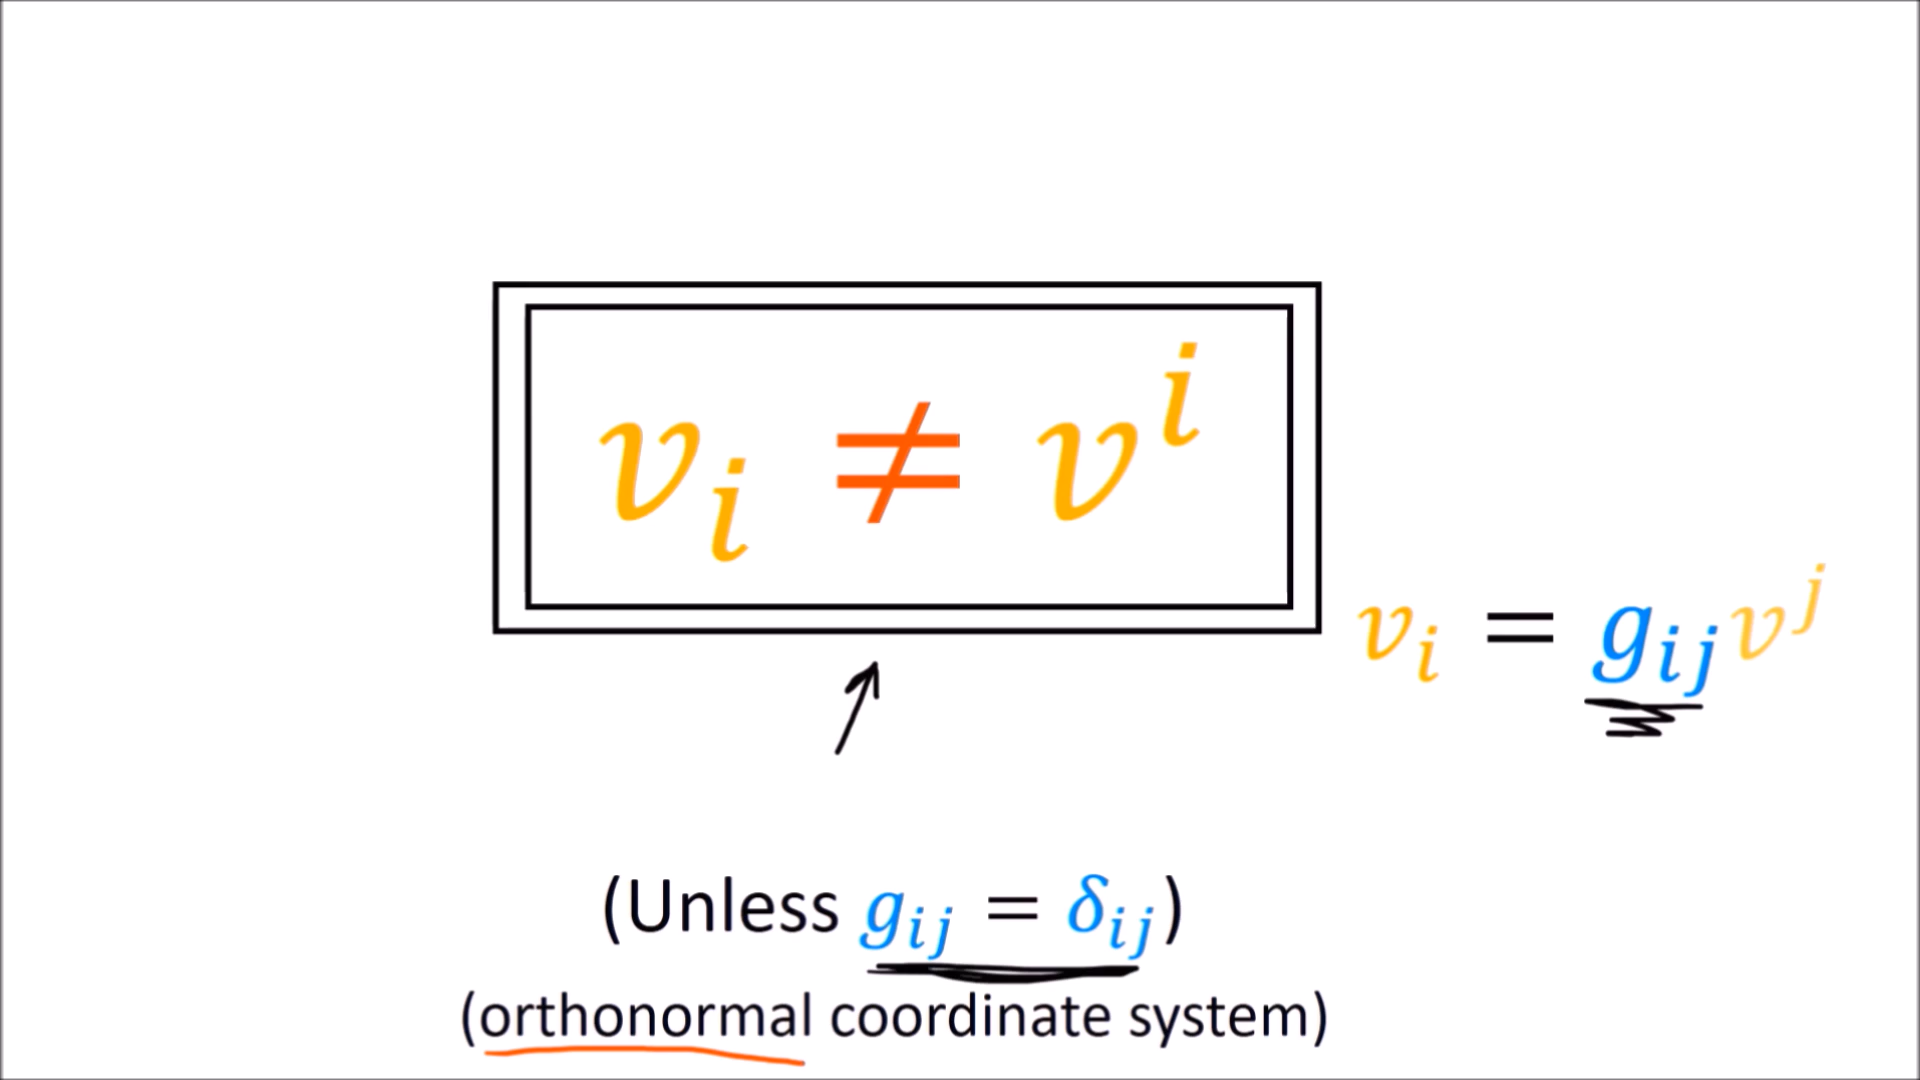 vᵢ ≠ vⁱ
vᵢ = gᵢⱼvʲ
(Unless gᵢⱼ = δᵢⱼ)
(orthonormal coordinate system)